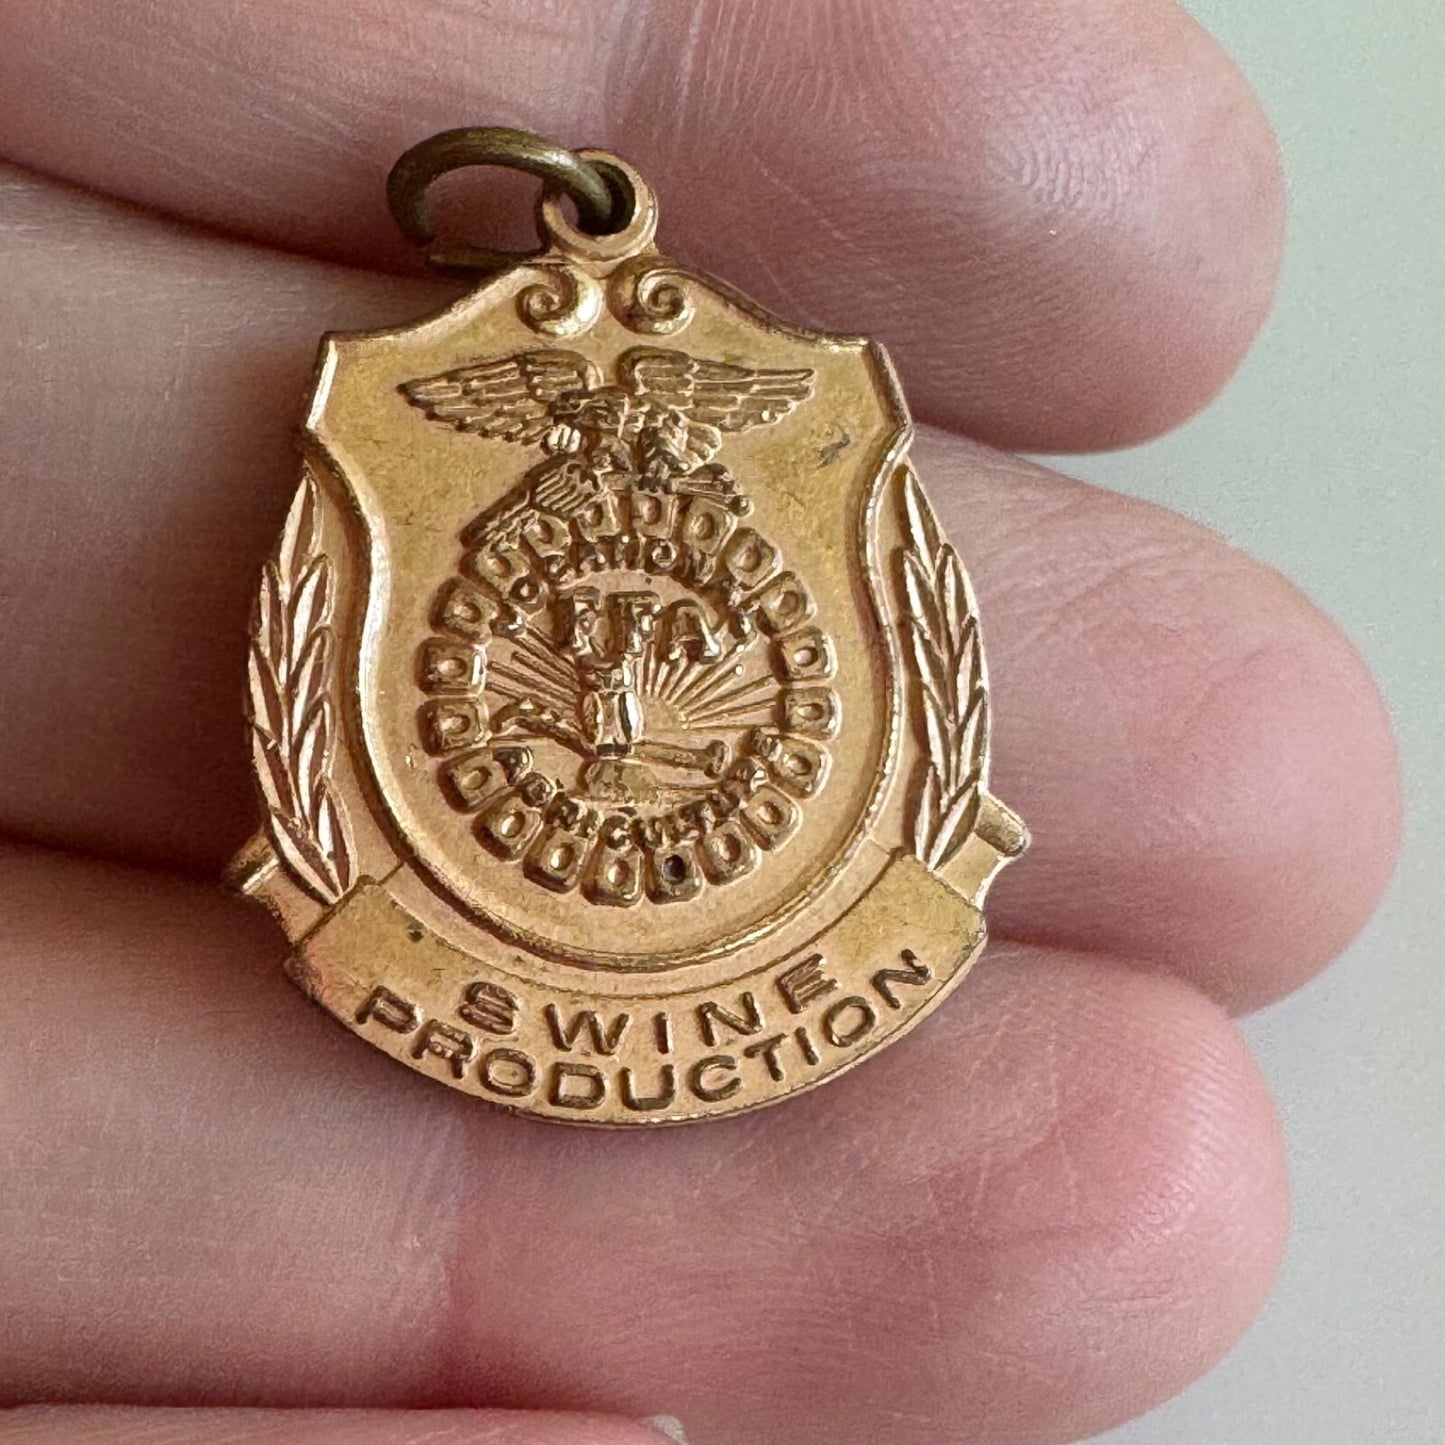 VOCATIONAL
FFA
AGRICULTURE
SWINE
PRODUCTION